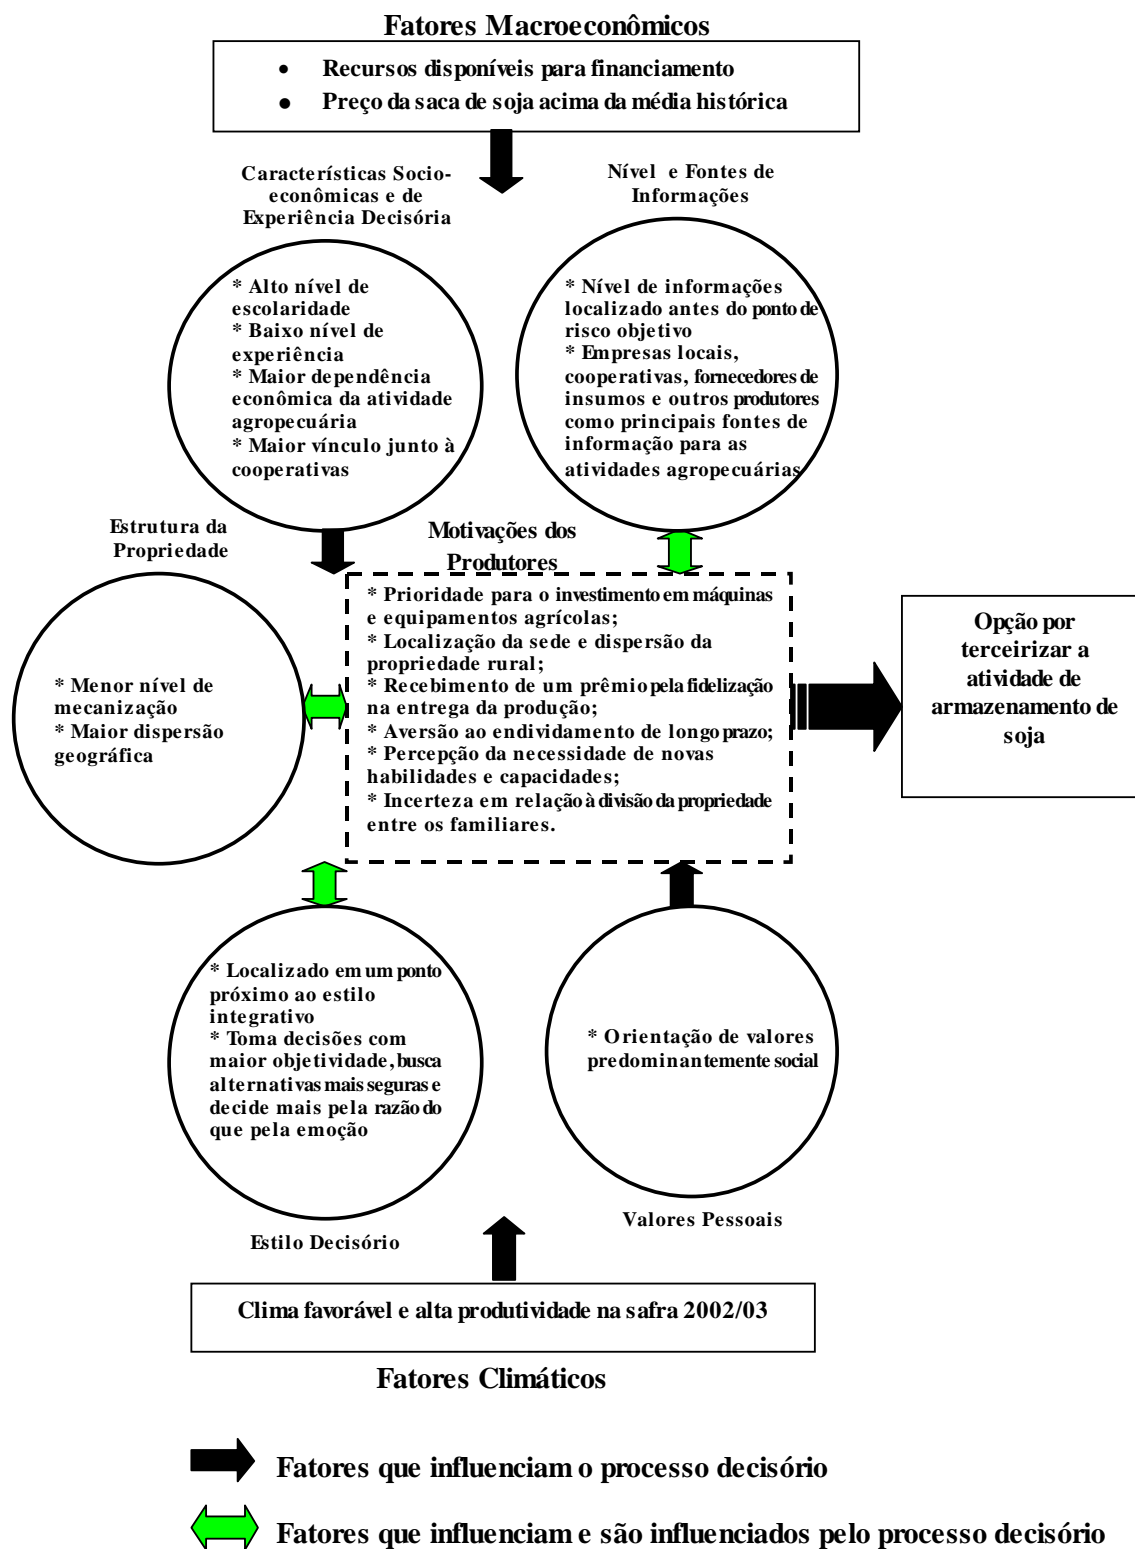 Fatores Macroeconômicos
• Recursos disponíveis para financiamento
• Preço da saca de soja acima da média histórica
Características Socio-
econômicas e de
Experiência Decisória
* Alto nível de
escolaridade
* Baixo nível de
experiência
* Maior dependência
econômica da atividade
agropecuária
* Maior vínculo junto à
cooperativas
Nível e Fontes de
Informações
* Nível de informações
localizado antes do ponto de
risco objetivo
* Empresas locais,
cooperativas, fornecedores de
insumos e outros produtores
como principais fontes de
informação para as
atividades agropecuárias
Estrutura da
Propriedade
* Menor nível de
mecanização
* Maior dispersão
geográfica
Motivações dos
Produtores
* Prioridade para o investimento em máquinas
e equipamentos agrícolas;
* Localização da sede e dispersão da
propriedade rural;
* Recebimento de um prêmio pela fidelização
na entrega da produção;
* Aversão ao endividamento de longo prazo;
* Percepção da necessidade de novas
habilidades e capacidades;
* Incerteza em relação à divisão da propriedade
entre os familiares.
Opção por
terceirizar a
atividade de
armazenamento de
soja
* Localizado em um ponto
próximo ao estilo
integrativo
* Toma decisões com
maior objetividade, busca
alternativas mais seguras e
decide mais pela razão do
que pela emoção
Estilo Decisório
* Orientação de valores
predominantemente social
Valores Pessoais
Clima favorável e alta produtividade na safra 2002/03
Fatores Climáticos
Fatores que influenciam o processo decisório
Fatores que influenciam e são influenciados pelo processo decisório